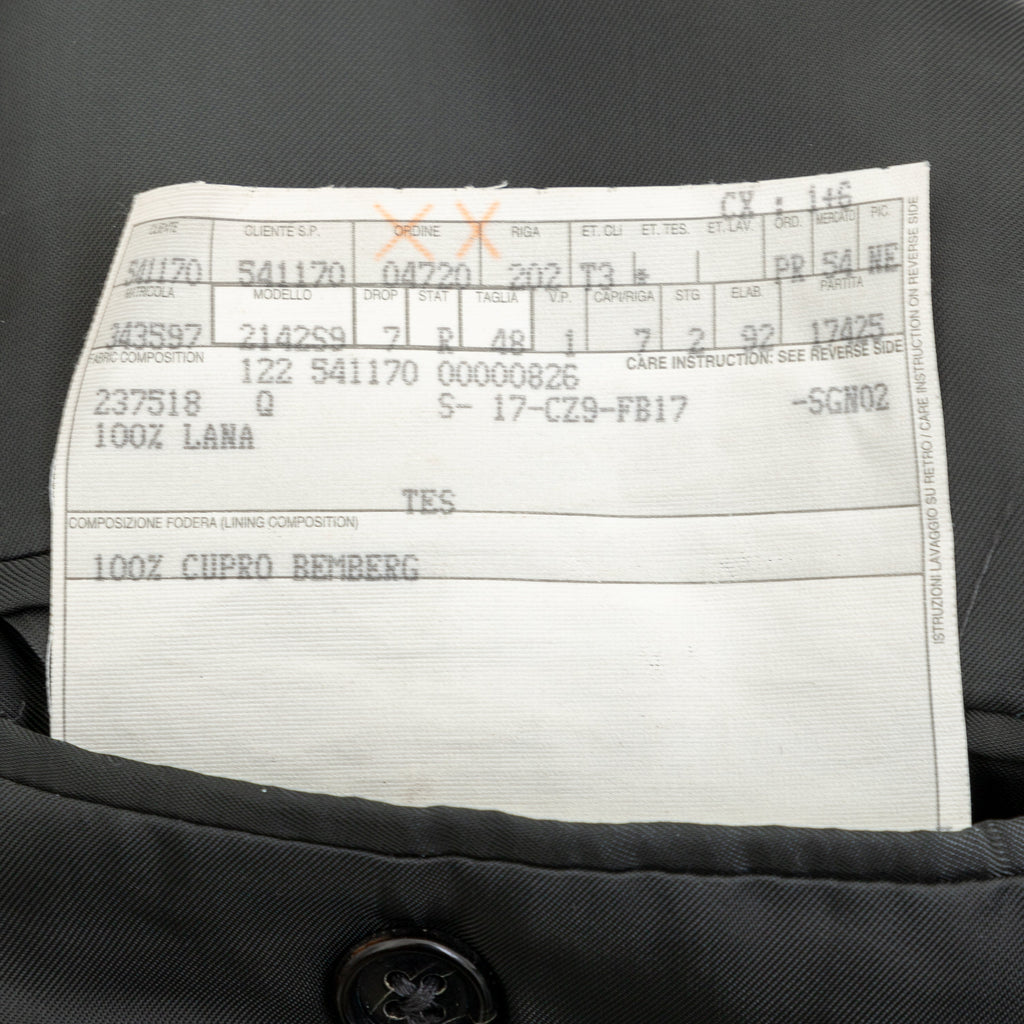 CX : 146
CLIENTE CLIENTE S.P. ORDINE RIGA ET. CLI ET. TES. ET. LAV. ORD. MERCATO PIC.
541170 541170 04720 202 T3 * PR 54 NE
MATRICOLA MODELLO DROP STAT TAGLIA V.P. CAPI/RIGA STG ELAB. PARTITA
343597 2142S9 7 R 48 1 7 2 92 17425
FABRIC COMPOSITION CARE INSTRUCTION: SEE REVERSE SIDE
122 541170 00000826
237518 Q S- 17-CZ9-FB17 -SGN02
100% LANA
TES
COMPOSIZIONE FODERA (LINING COMPOSITION)
100% CUPRO BEMBERG
ISTRUZIONI LAVAGGIO SU RETRO / CARE INSTRUCTION ON REVERSE SIDE